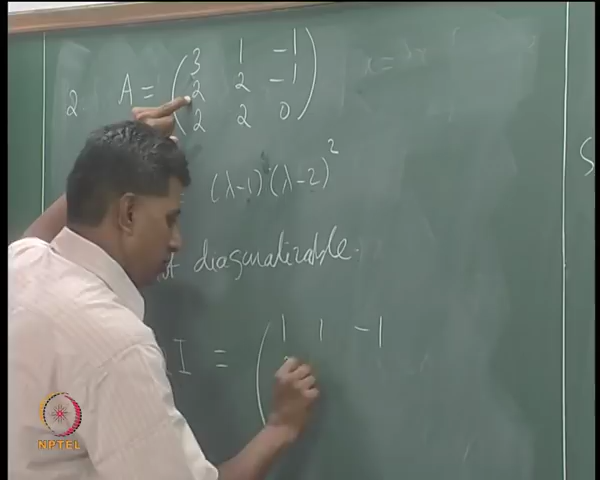 2. A = ( 3 1 -1
2 2 -1
2 2 0 )
(λ-1) (λ-2)²
diagonalizable.
I = ( 1 1 -1
S
NPTEL